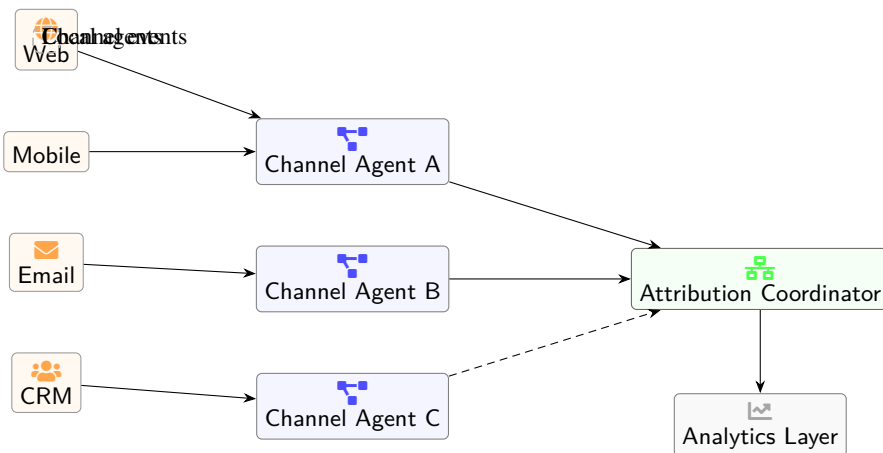 Web
Mobile
Channel Agent A
Email
Channel Agent B
Attribution Coordinator
CRM
Channel Agent C
Analytics Layer